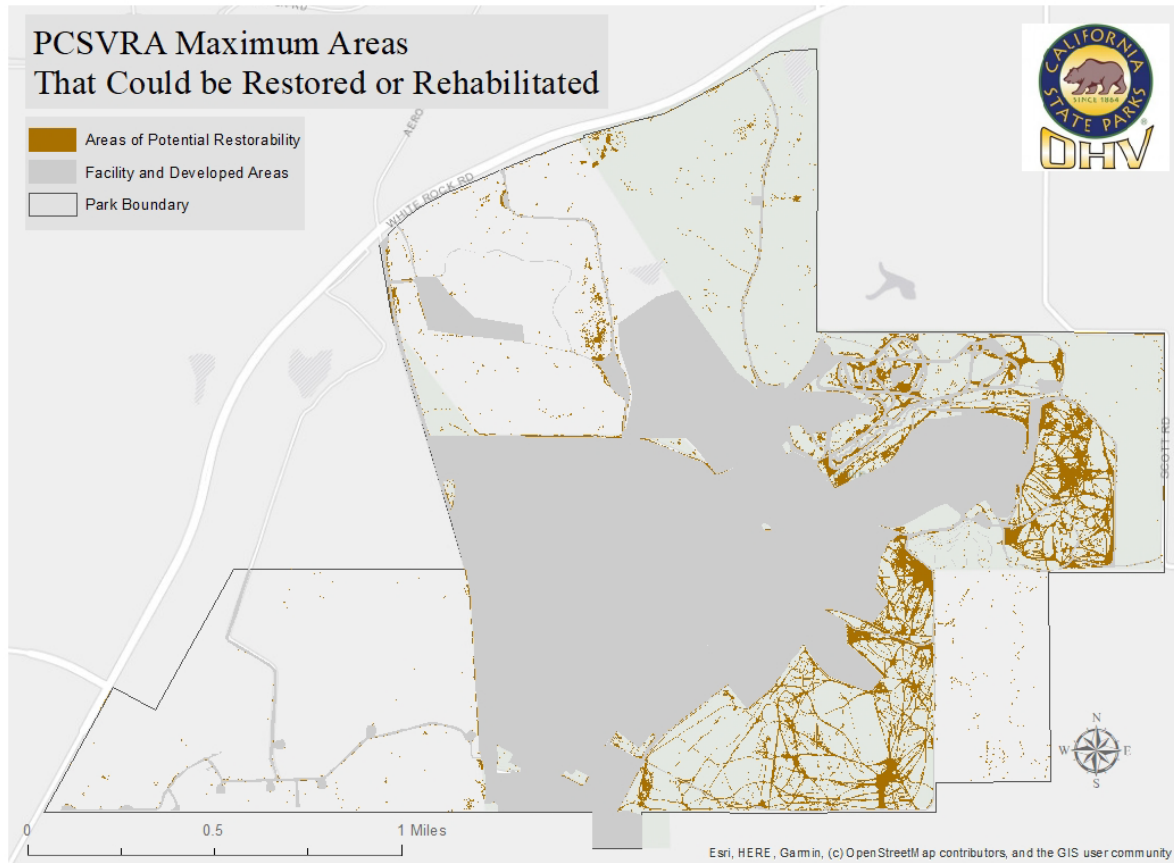 PCSVRA Maximum Areas
That Could be Restored or Rehabilitated
Areas of Potential Restorability
Facility and Developed Areas
Park Boundary
CALIFORNIA
STATE PARKS
SINCE 1864
®
OHV
AERO
WHITE ROCK RD
SCOTT RD
N
W E
S
0 0.5 1 Miles
Esri, HERE, Garmin, (c) OpenStreetMap contributors, and the GIS user community